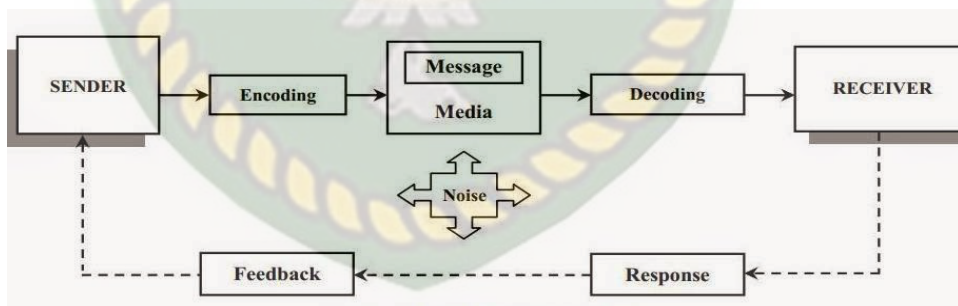 SENDER
Encoding
Message
Media
Decoding
RECEIVER
Noise
Feedback
Response